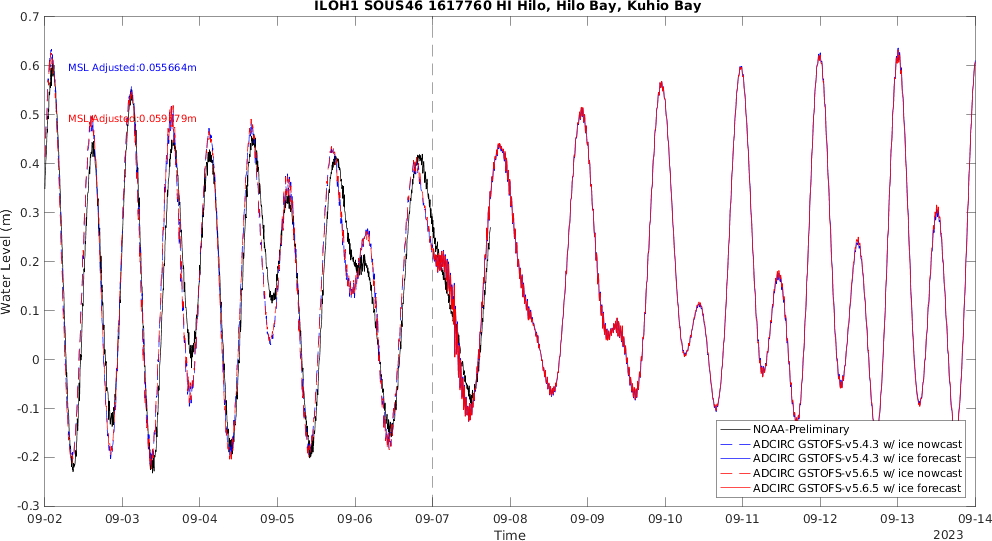 ILOH1 SOUS46 1617760 HI Hilo, Hilo Bay, Kuhio Bay
0.7
0.6
0.5
0.4
0.3
0.2
0.1
0
-0.1
-0.2
-0.3
Water Level (m)
MSL Adjusted:0.055664m
MSL Adjusted:
NOAA-Preliminary
ADCIRC GSTOFS-v5.4.3 w/ ice nowcast
ADCIRC GSTOFS-v5.4.3 w/ ice forecast
ADCIRC GSTOFS-v5.6.5 w/ ice nowcast
ADCIRC GSTOFS-v5.6.5 w/ ice forecast
09-02 09-03 09-04 09-05 09-06 09-07 09-08 09-09 09-10 09-11 09-12 09-13 09-14
Time
2023